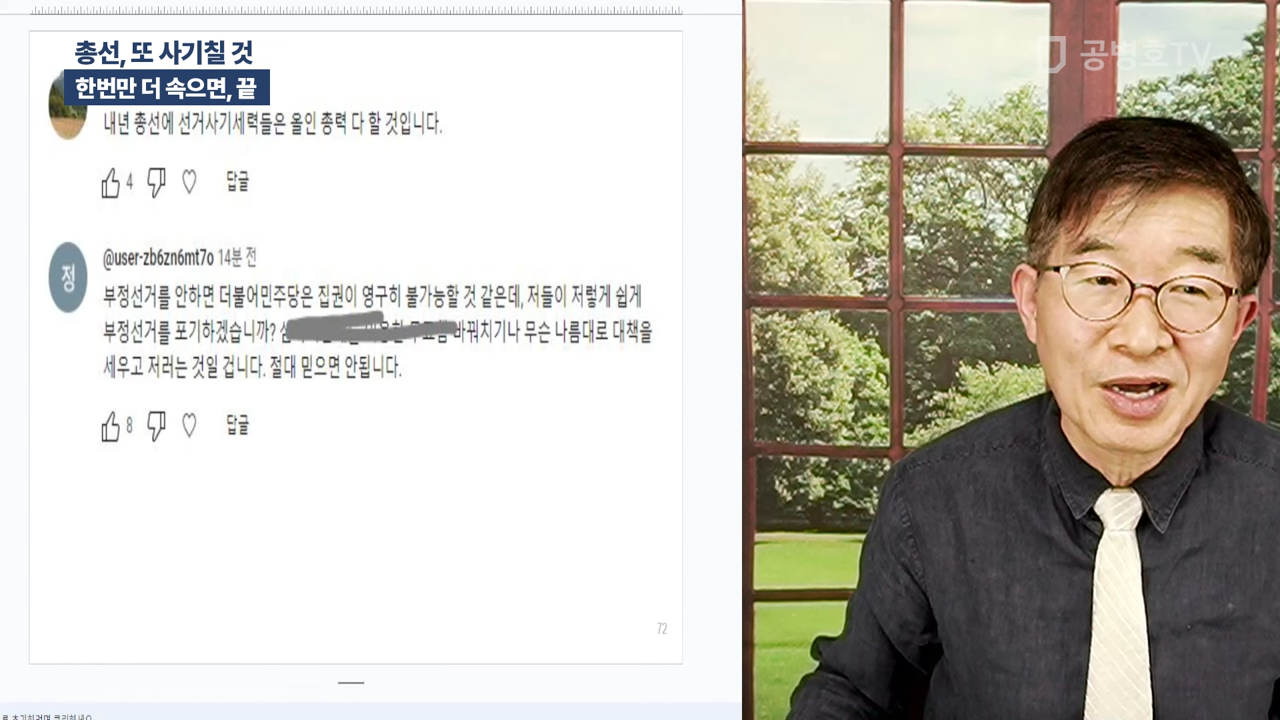 총선, 또 사기칠 것
한번만 더 속으면, 끝
공병호TV
내년 총선에 선거사기세력들은 올인 총력 다 할 것입니다.
4 답글
정
@user-zb6zn6mt7o 14분 전
부정선거를 안하면 더불어민주당은 집권이 영구히 불가능할 것 같은데, 저들이 저렇게 쉽게
부정선거를 포기하겠습니까? 바꿔치기나 무슨 나름대로 대책을
세우고 저러는 것일 겁니다. 절대 믿으면 안됩니다.
8 답글
72